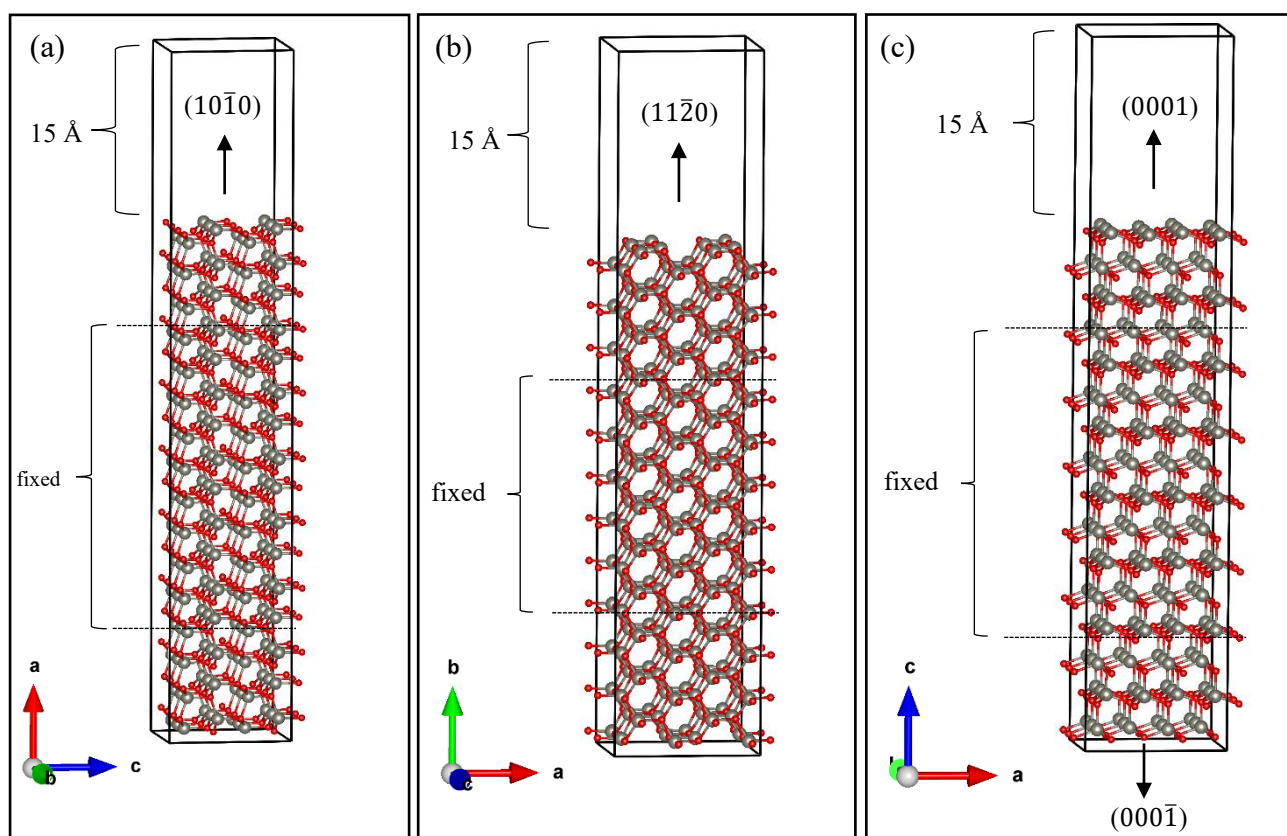 (a)
15 Å
(101̅0)
fixed
a
b
c
(b)
15 Å
(112̅0)
fixed
b
c
a
(c)
15 Å
(0001)
fixed
c
a
(0001̅)